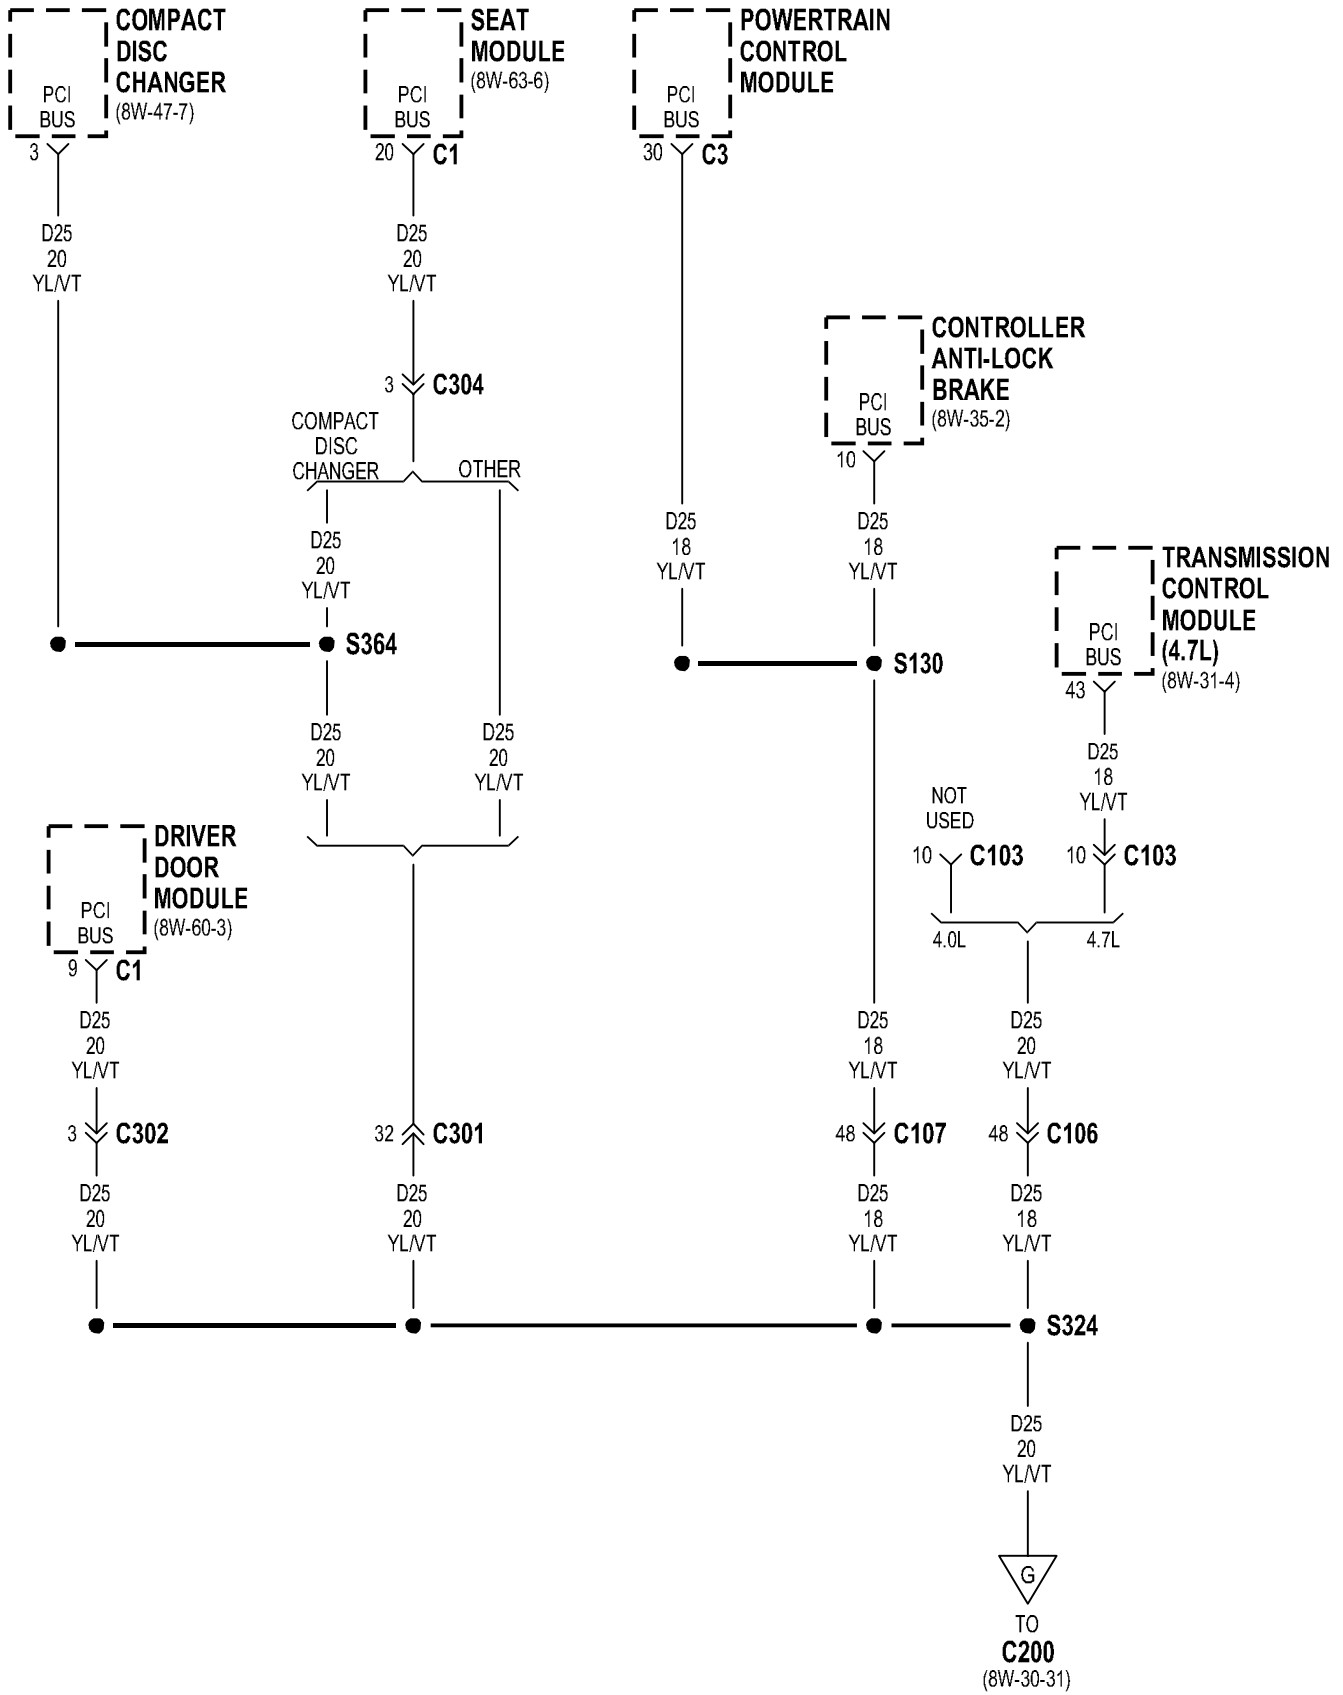 COMPACT
DISC
CHANGER
(8W-47-7)
PCI
BUS
3
SEAT
MODULE
(8W-63-6)
PCI
BUS
20
C1
POWERTRAIN
CONTROL
MODULE
PCI
BUS
30
C3
D25
20
YL/VT
D25
20
YL/VT
3
C304
CONTROLLER
ANTI-LOCK
BRAKE
(8W-35-2)
PCI
BUS
10
COMPACT
DISC
CHANGER
OTHER
D25
20
YL/VT
D25
18
YL/VT
D25
18
YL/VT
TRANSMISSION
CONTROL
MODULE
(4.7L)
(8W-31-4)
PCI
BUS
43
S364
S130
D25
20
YL/VT
D25
20
YL/VT
D25
18
YL/VT
NOT
USED
10
C103
10
C103
4.0L
4.7L
DRIVER
DOOR
MODULE
(8W-60-3)
PCI
BUS
9
C1
D25
20
YL/VT
D25
18
YL/VT
D25
20
YL/VT
3
C302
32
C301
48
C107
48
C106
D25
20
YL/VT
D25
20
YL/VT
D25
18
YL/VT
D25
18
YL/VT
S324
D25
20
YL/VT
G
TO
C200
(8W-30-31)